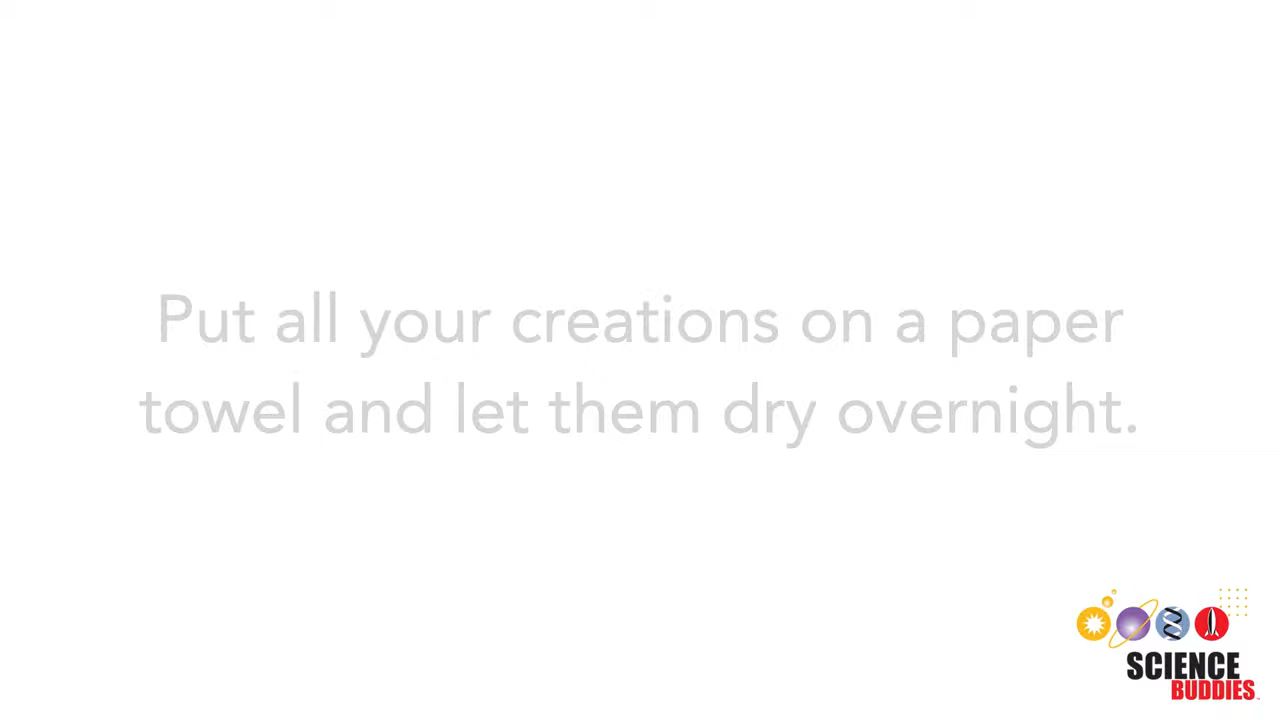 Put all your creations on a paper
towel and let them dry overnight.
SCIENCE
BUDDIES